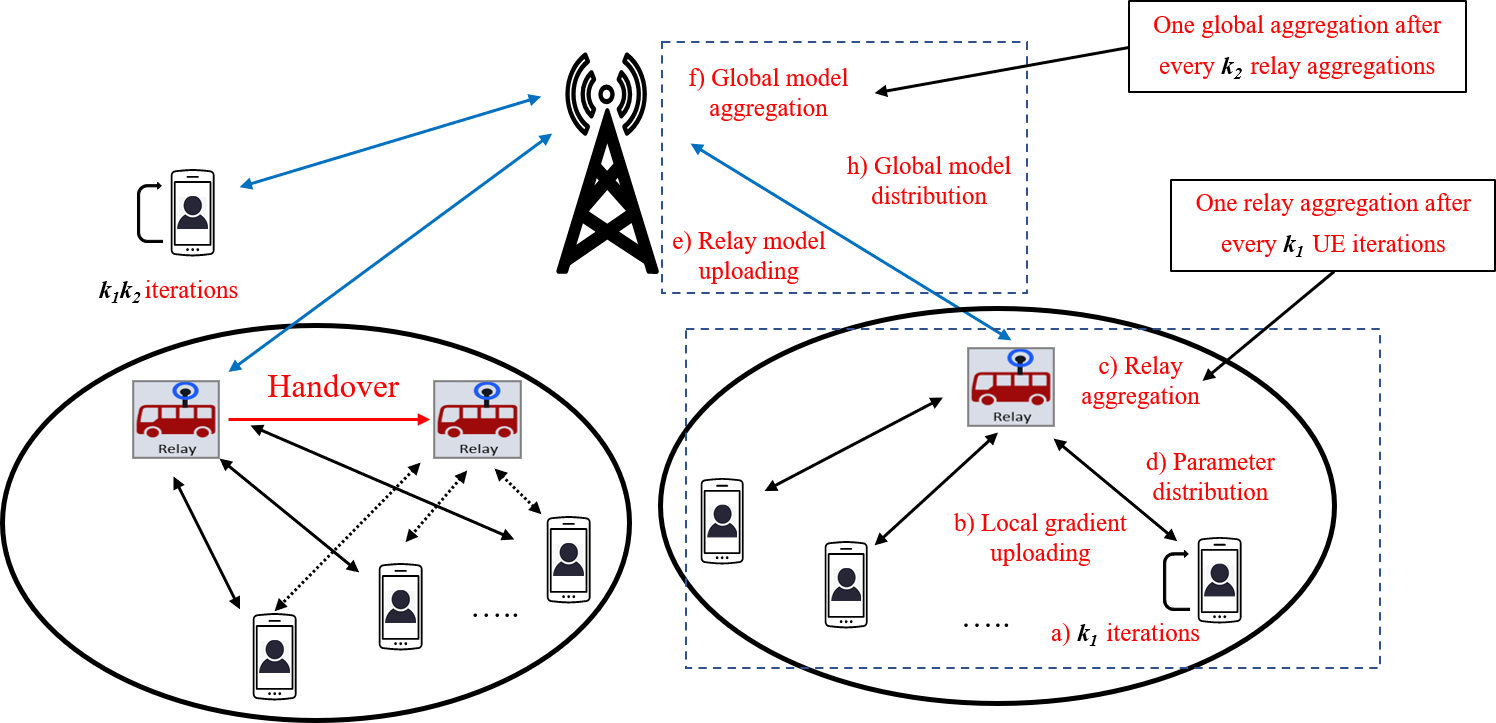 One global aggregation after
every k2 relay aggregations
f) Global model
aggregation
h) Global model
distribution
One relay aggregation after
every k1 UE iterations
e) Relay model
uploading
k1k2 iterations
Handover
Relay
Relay
Relay
c) Relay
aggregation
d) Parameter
distribution
b) Local gradient
uploading
.....
.....
a) k1 iterations